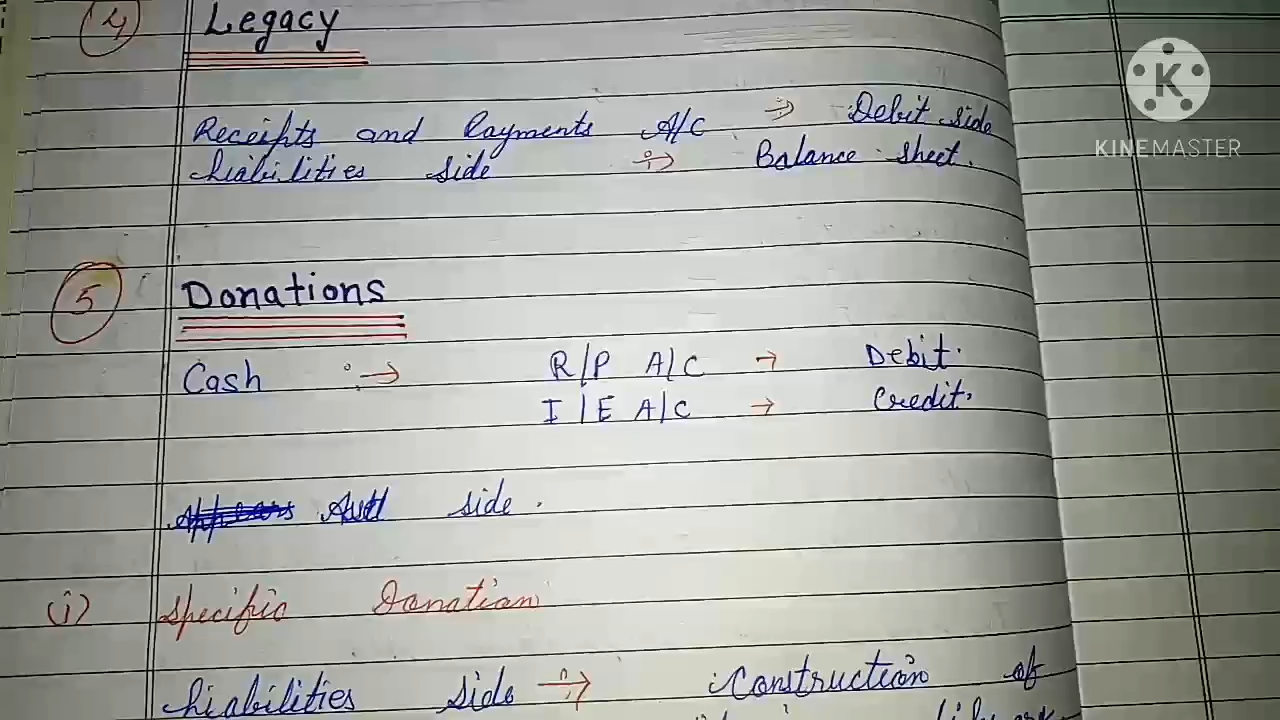 4 Legacy
Receipts and Payments A/C → Debit side
Liabilities side → Balance sheet.
5 Donations
Cash :→ R/P A/C → Debit.
I/E A/C → Credit.
side.
(i) Specific Donation
Liabilities side → Construction of
K
KINEMASTER